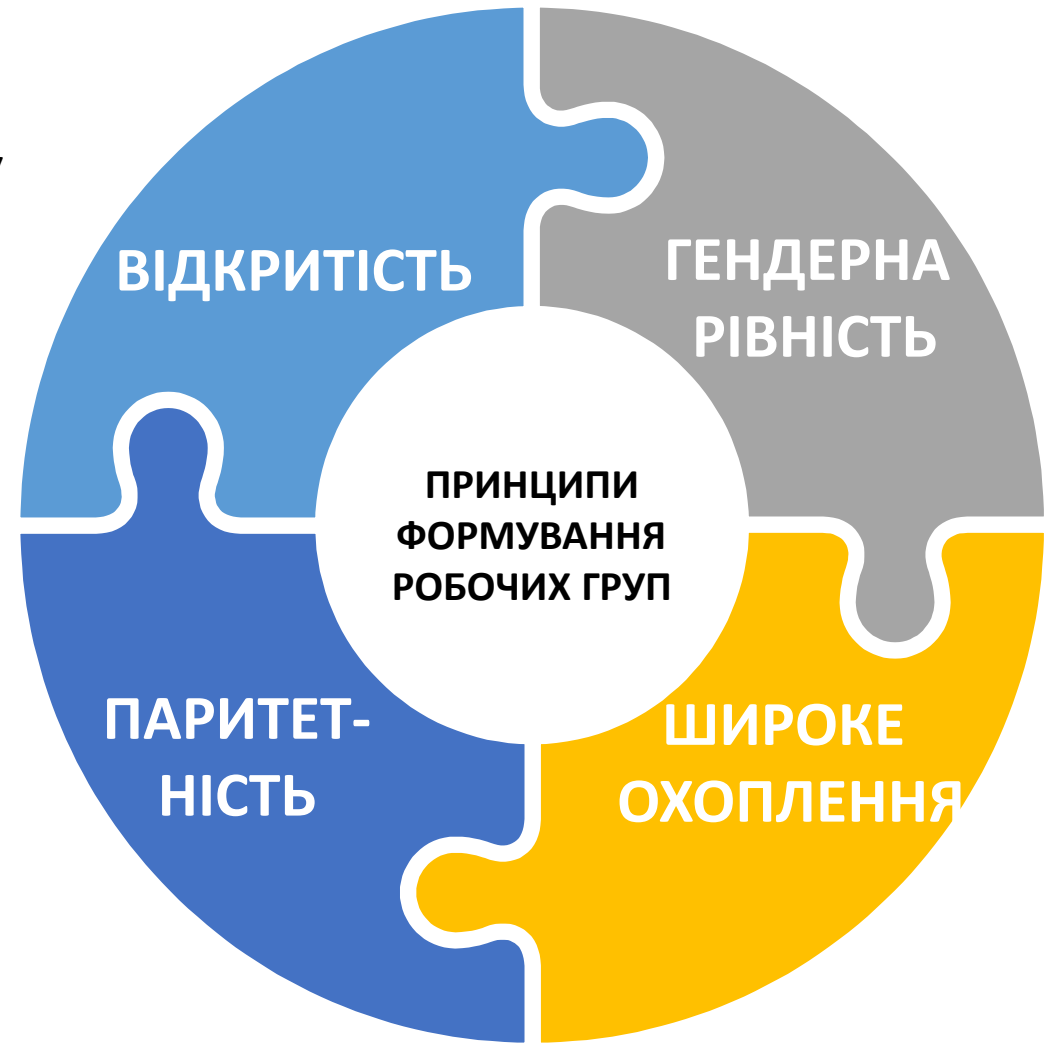 ВІДКРИТІСТЬ
ГЕНДЕРНА
РІВНІСТЬ
ПРИНЦИПИ
ФОРМУВАННЯ
РОБОЧИХ ГРУП
ПАРИТЕТ-
НІСТЬ
ШИРОКЕ
ОХОПЛЕННЯ